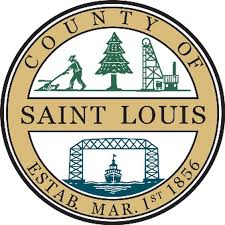 COUNTY OF
SAINT LOUIS
ESTAB. MAR. 1ST 1856